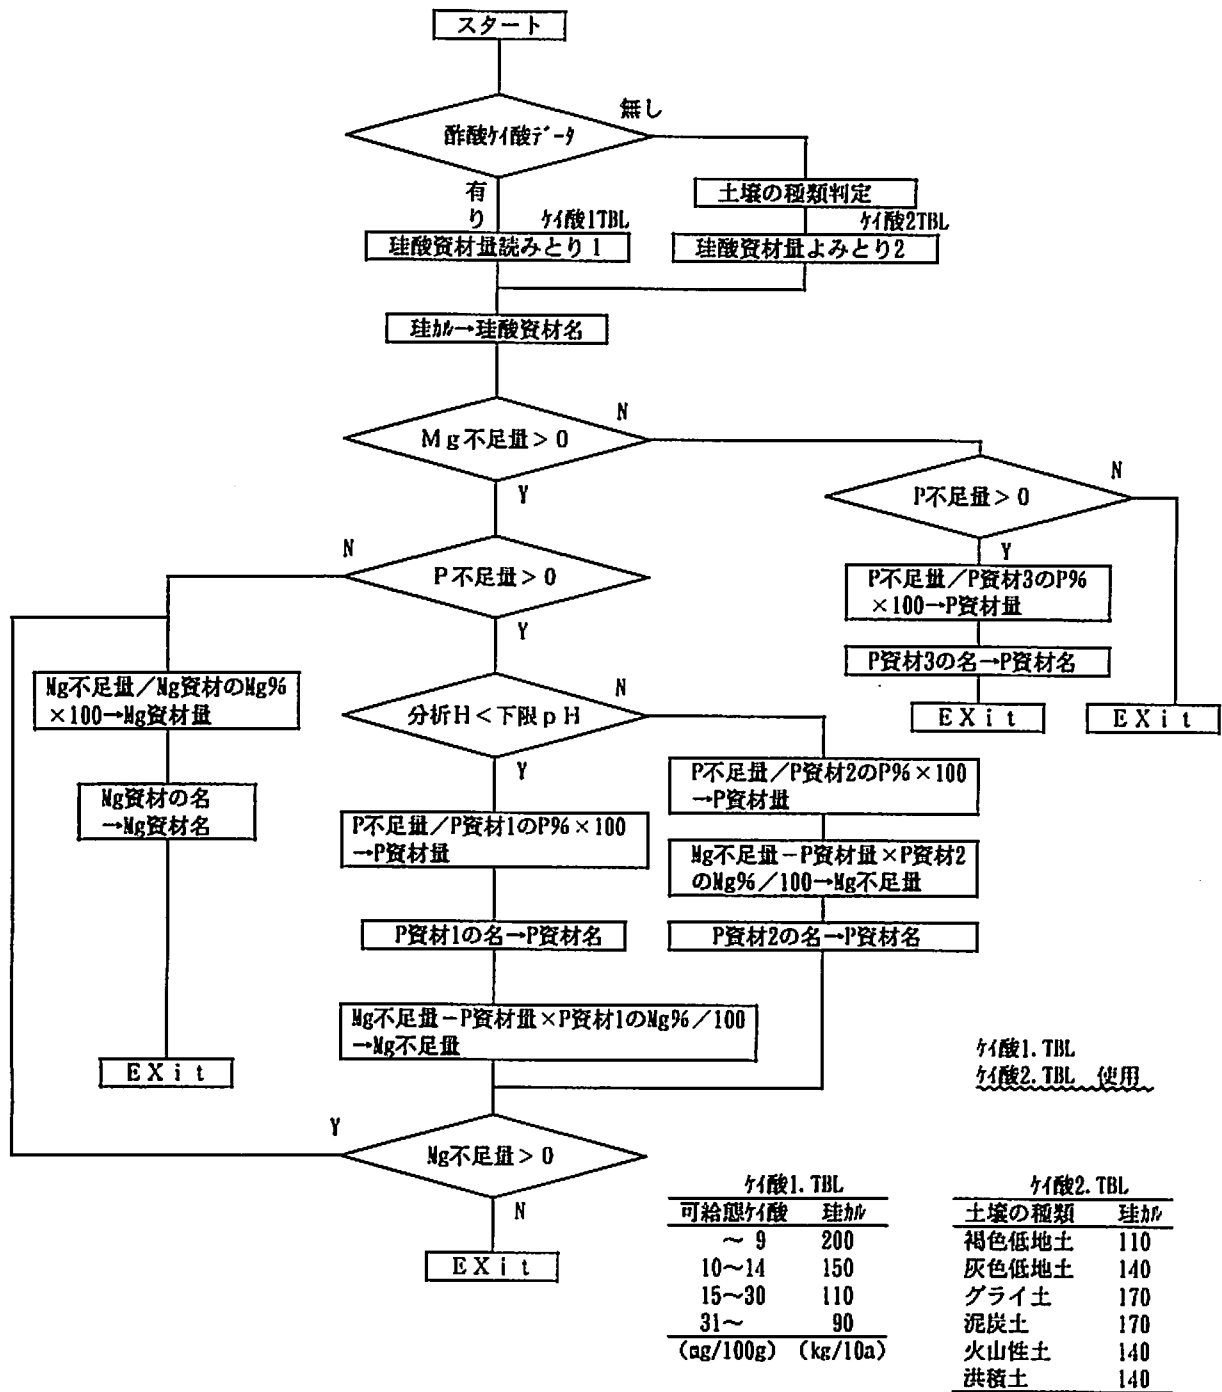 スタート
無し
酢酸ケイ酸データ
有
り
土壌の種類判定
ケイ酸1TBL
ケイ酸2TBL
珪酸資材量読みとり1
珪酸資材量よみとり2
珪カル→珪酸資材名
N
Mg不足量>0
Y
N
P不足量>0
Y
N
P不足量>0
Y
P不足量/P資材3のP%
×100→P資材量
P資材3の名→P資材名
EXit
EXit
Mg不足量/Mg資材のMg%
×100→Mg資材量
Mg資材の名
→Mg資材名
EXit
N
分析H<下限pH
Y
P不足量/P資材2のP%×100
→P資材量
P不足量/P資材1のP%×100
→P資材量
Mg不足量-P資材量×P資材2
のMg%/100→Mg不足量
P資材1の名→P資材名
P資材2の名→P資材名
Mg不足量-P資材量×P資材1のMg%/100
→Mg不足量
ケイ酸1.TBL
ケイ酸2.TBL 使用
Y
Mg不足量>0
N
EXit
ケイ酸1.TBL
可給態ケイ酸 珪カル
~ 9 200
10~14 150
15~30 110
31~ 90
(mg/100g) (kg/10a)
ケイ酸2.TBL
土壌の種類 珪カル
褐色低地土 110
灰色低地土 140
グライ土 170
泥炭土 170
火山性土 140
洪積土 140